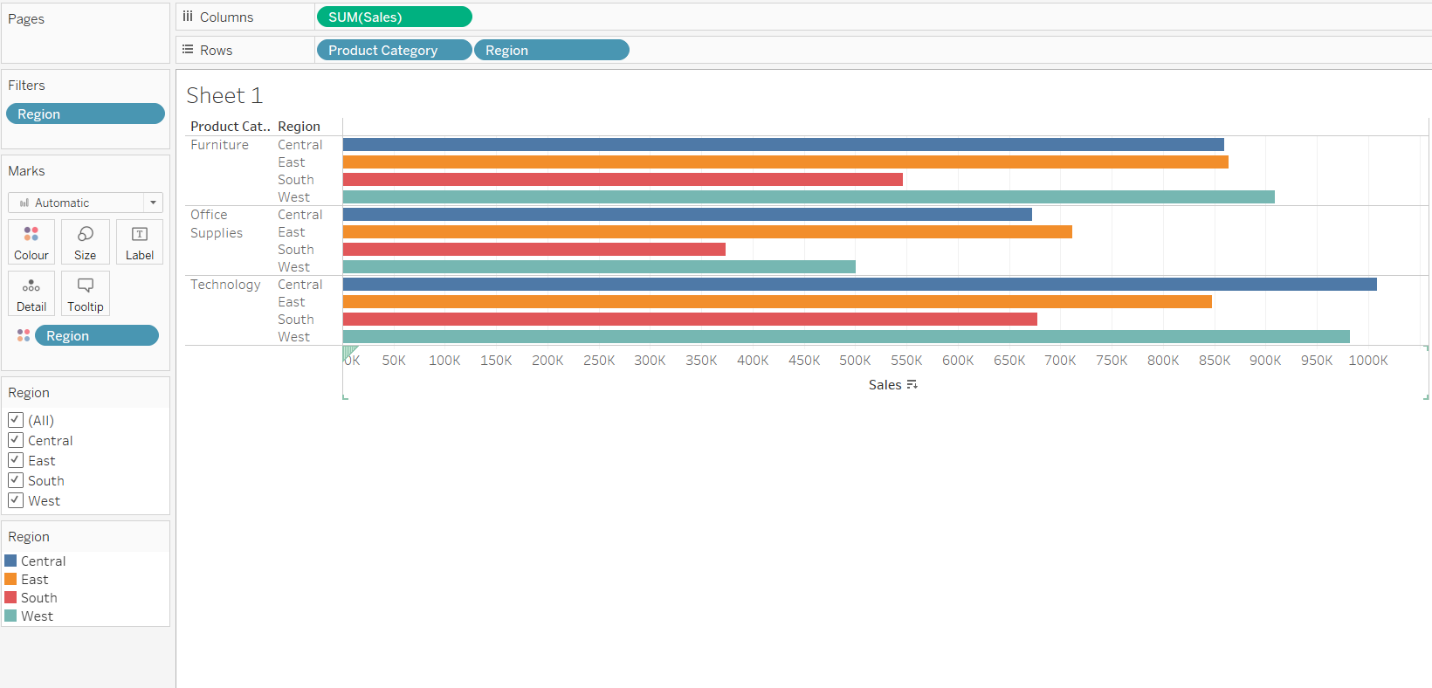 Pages
Columns
SUM(Sales)
Rows
Product Category
Region
Filters
Region
Marks
Automatic
Colour
Size
Label
Detail
Tooltip
Region
Region
(All)
Central
East
South
West
Region
Central
East
South
West
Sheet 1
Product Cat.. Region
Furniture Central
East
South
West
Office Central
Supplies East
South
West
Technology Central
East
South
West
0K 50K 100K 150K 200K 250K 300K 350K 400K 450K 500K 550K 600K 650K 700K 750K 800K 850K 900K 950K 1000K
Sales